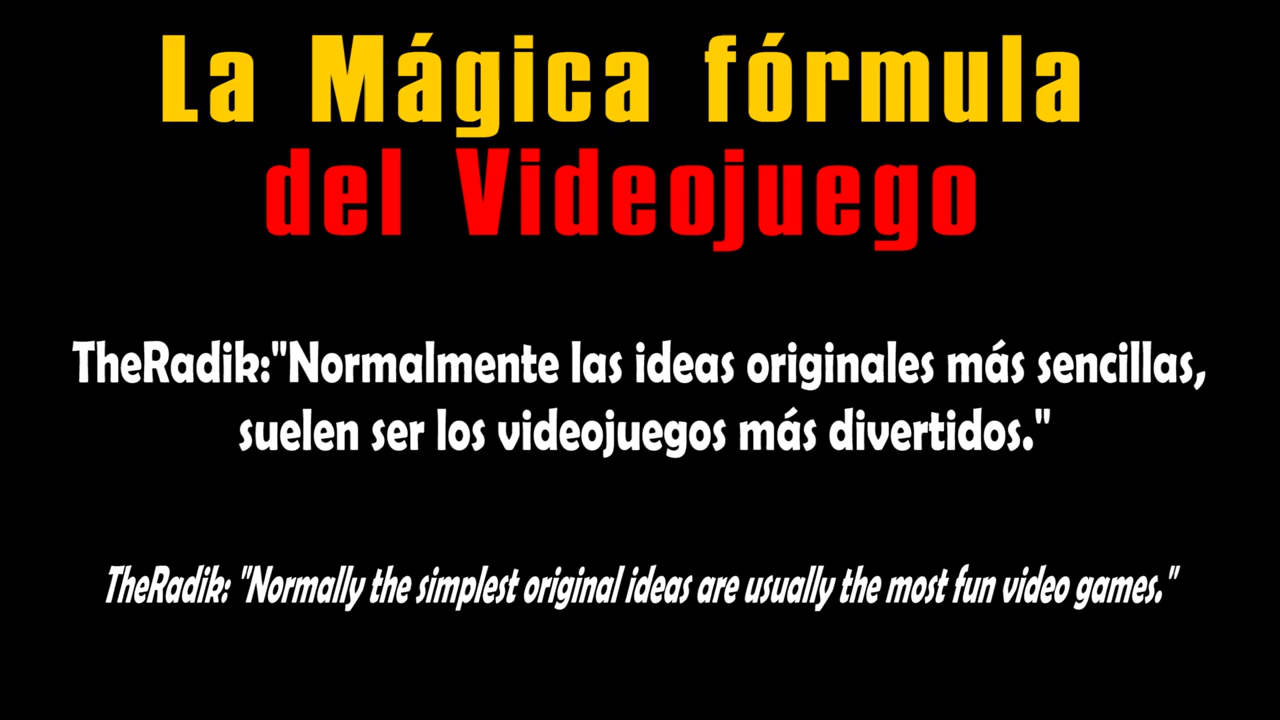 La Mágica fórmula
del Videojuego
TheRadik:"Normalmente las ideas originales más sencillas,
suelen ser los videojuegos más divertidos."
TheRadik: "Normally the simplest original ideas are usually the most fun video games."